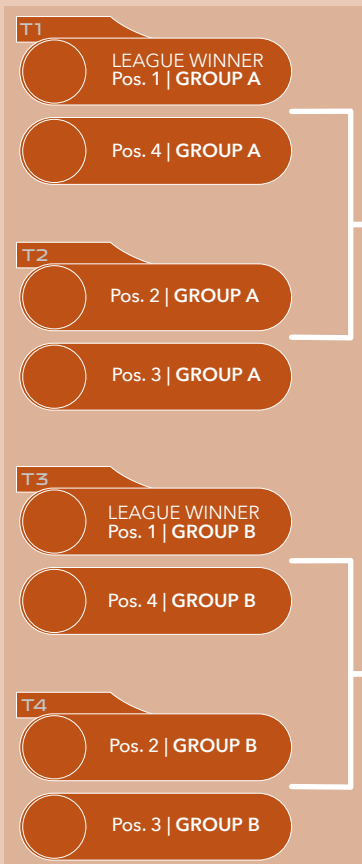 T1
LEAGUE WINNER
Pos. 1 | GROUP A
Pos. 4 | GROUP A
T2
Pos. 2 | GROUP A
Pos. 3 | GROUP A
T3
LEAGUE WINNER
Pos. 1 | GROUP B
Pos. 4 | GROUP B
T4
Pos. 2 | GROUP B
Pos. 3 | GROUP B